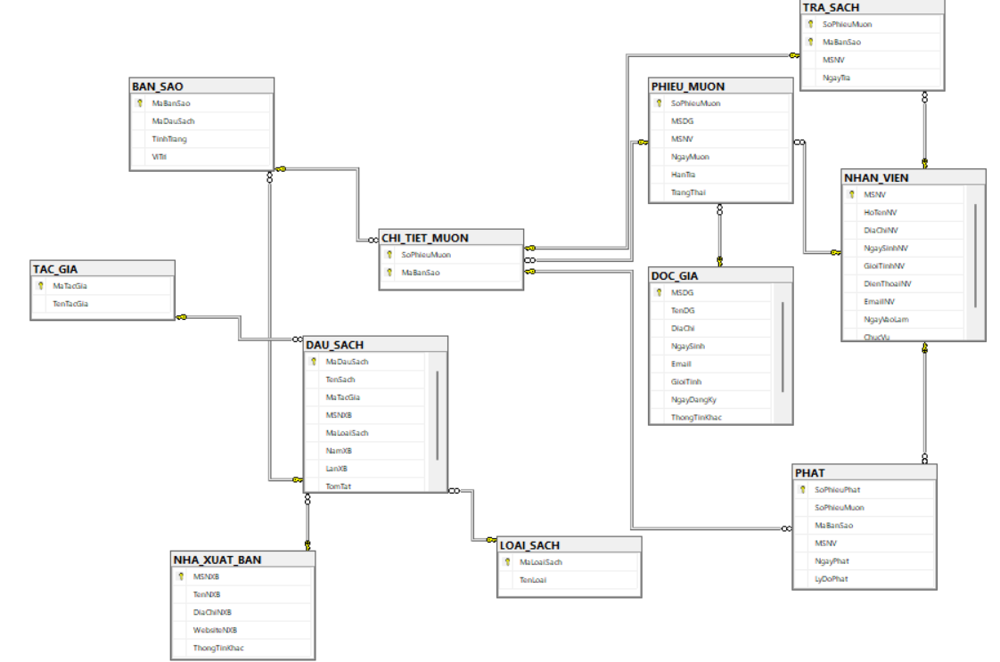 TRA_SACH
SoPhieuMuon
MaBanSao
MSNV
NgayTra
BAN_SAO
MaBanSao
MaDauSach
TinhTrang
ViTri
PHIEU_MUON
SoPhieuMuon
MSDG
MSNV
NgayMuon
HanTra
TrangThai
NHAN_VIEN
MSNV
HoTenNV
DiaChiNV
NgaySinhNV
GioiTinhNV
DienThoaiNV
EmailNV
NgayVaoLam
ChucVu
CHI_TIET_MUON
SoPhieuMuon
MaBanSao
TAC_GIA
MaTacGia
TenTacGia
DOC_GIA
MSDG
TenDG
DiaChi
NgaySinh
Email
GioiTinh
NgayDangKy
ThongTinKhac
DAU_SACH
MaDauSach
TenSach
MaTacGia
MSNXB
MaLoaiSach
NamXB
LanXB
TomTat
PHAT
SoPhieuPhat
SoPhieuMuon
MaBanSao
MSNV
NgayPhat
LyDoPhat
LOAI_SACH
MaLoaiSach
TenLoai
NHA_XUAT_BAN
MSNXB
TenNXB
DiaChiNXB
WebsiteNXB
ThongTinKhac